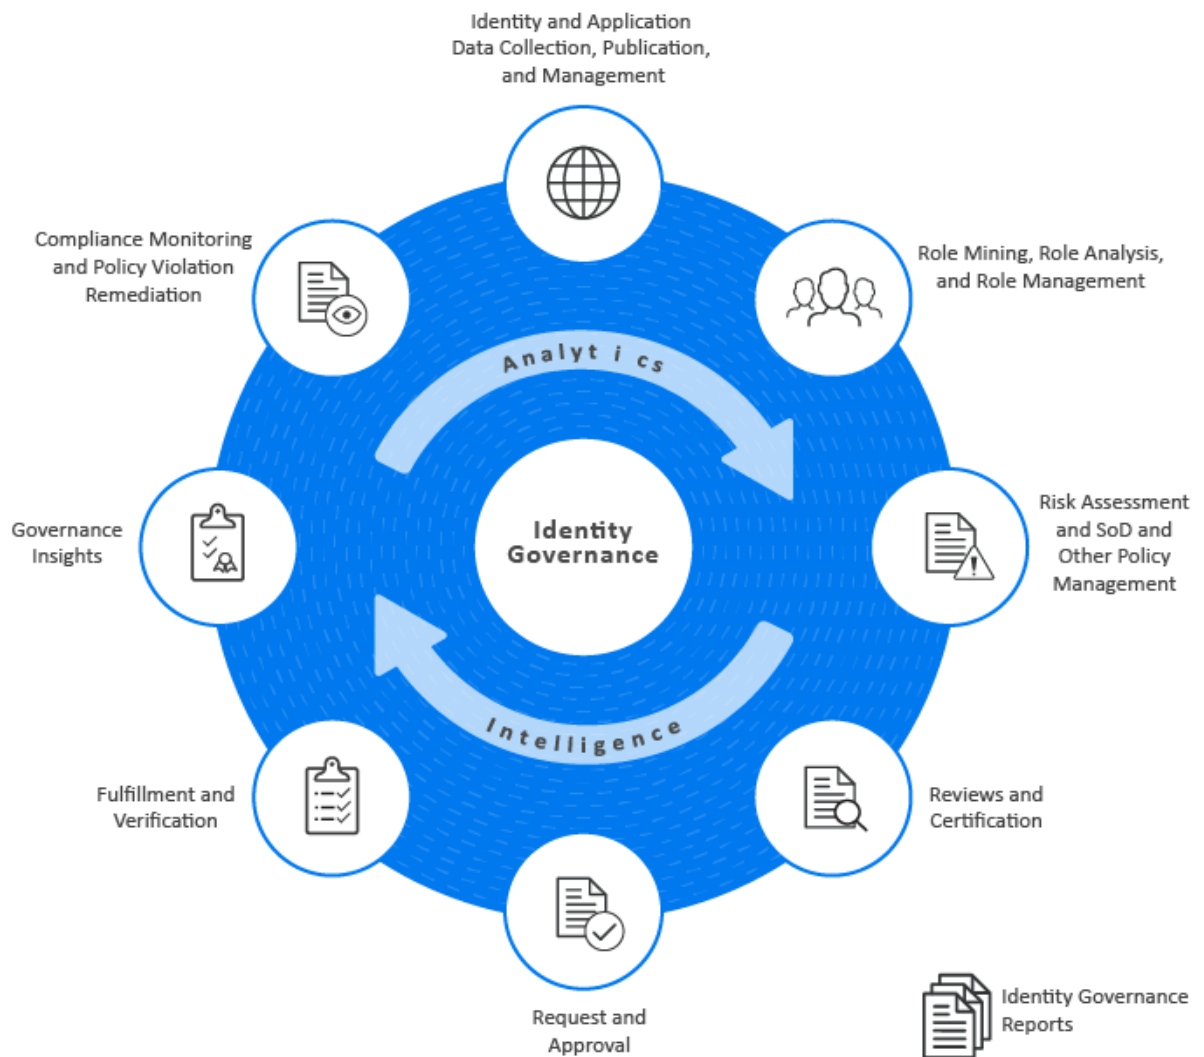 Identity and Application
Data Collection, Publication,
and Management
Role Mining, Role Analysis,
and Role Management
Risk Assessment
and SoD and
Other Policy
Management
Reviews and
Certification
Request and
Approval
Fulfillment and
Verification
Governance
Insights
Compliance Monitoring
and Policy Violation
Remediation
Analytics
Identity
Governance
Intelligence
Identity Governance
Reports